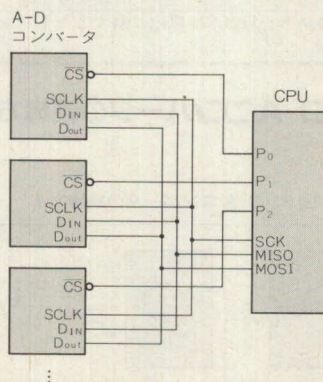 A-D
コンバータ
CS
SCLK
DIN
Dout
CS
SCLK
DIN
Dout
CS
SCLK
DIN
Dout
⋮
CPU
P0
P1
P2
SCK
MISO
MOSI